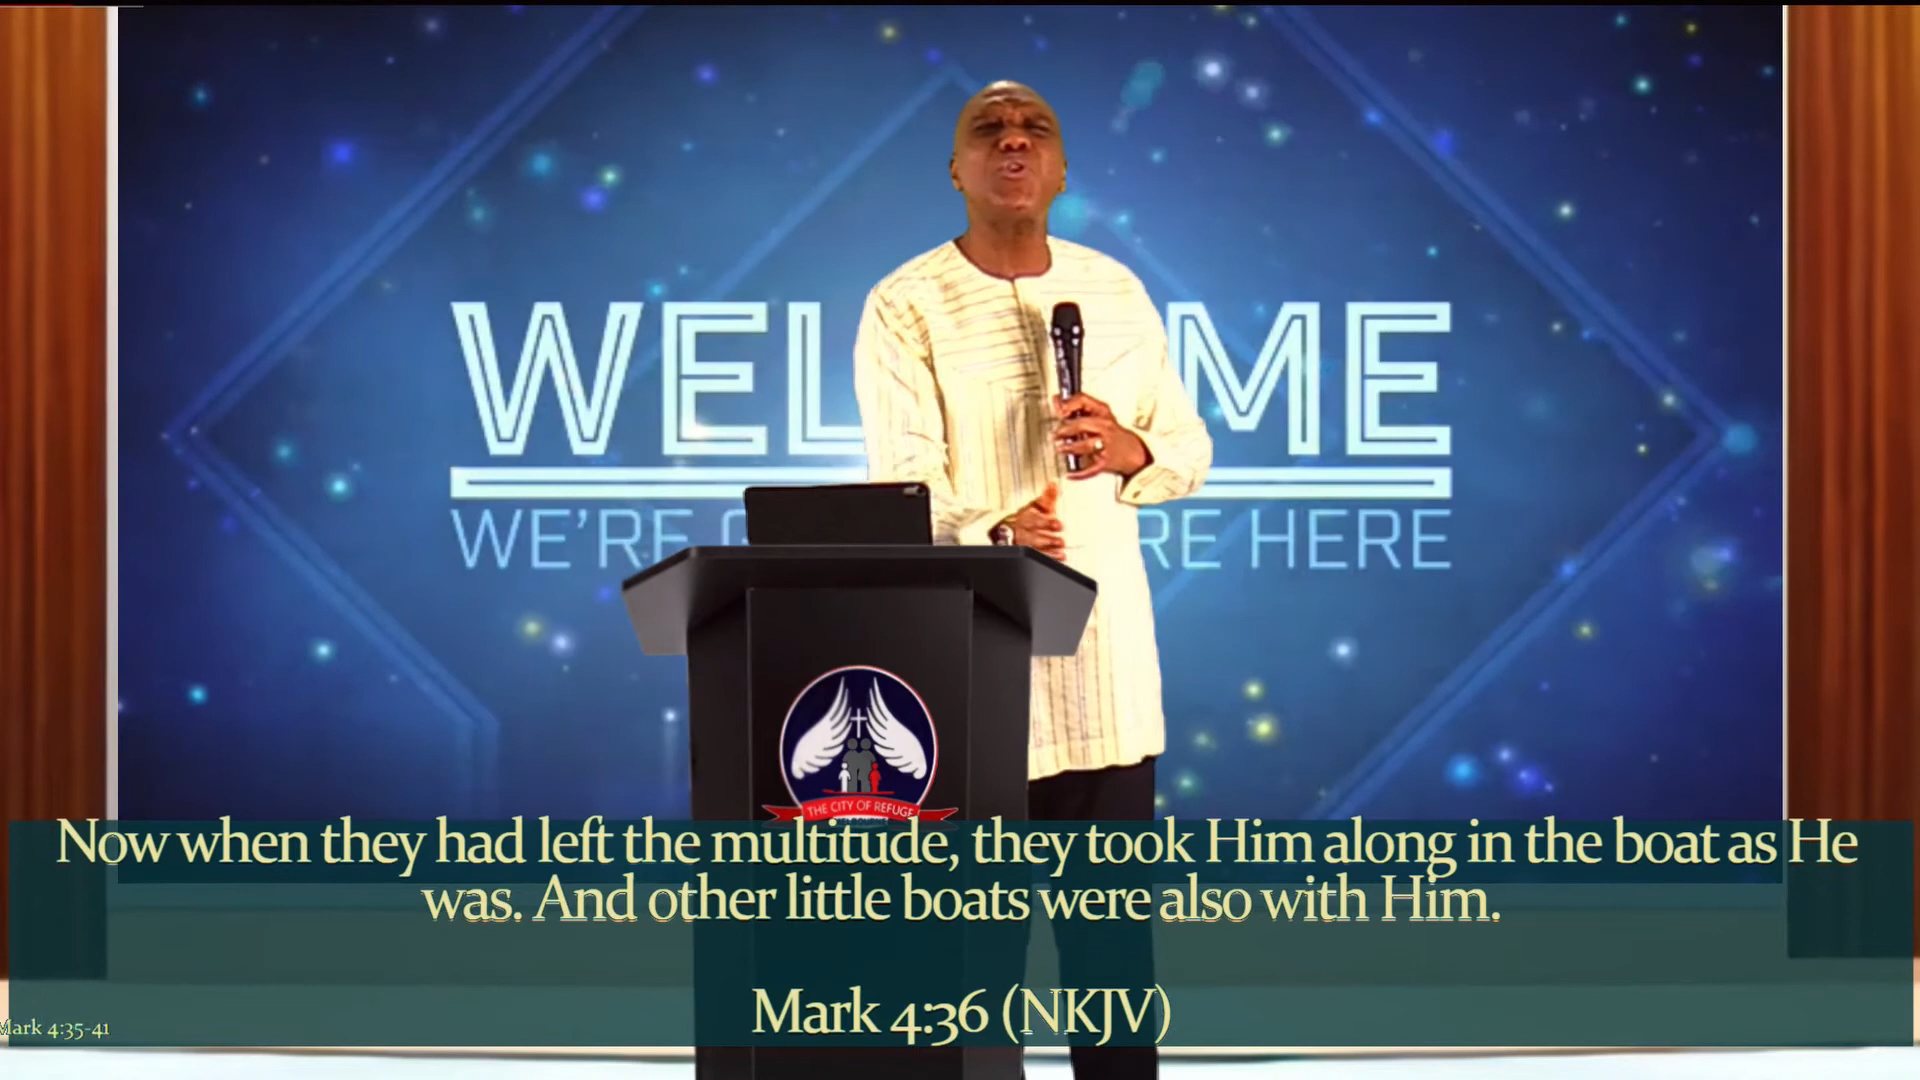 WEL ME
WE'RE RE HERE
THE CITY OF REFUGE
Now when they had left the multitude, they took Him along in the boat as He
was. And other little boats were also with Him.
Mark 4:36 (NKJV)
Mark 4:35-41